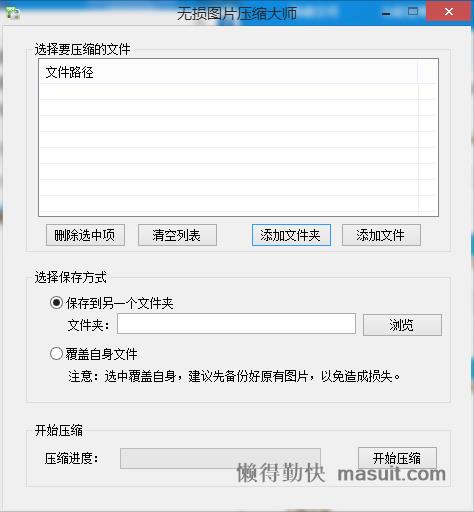 无损图片压缩大师
选择要压缩的文件
文件路径
删除选中项 清空列表 添加文件夹 添加文件
选择保存方式
保存到另一个文件夹
文件夹： 浏览
覆盖自身文件
注意：选中覆盖自身，建议先备份好原有图片，以免造成损失。
开始压缩
压缩进度： 开始压缩
懒得勤快 masuit.com